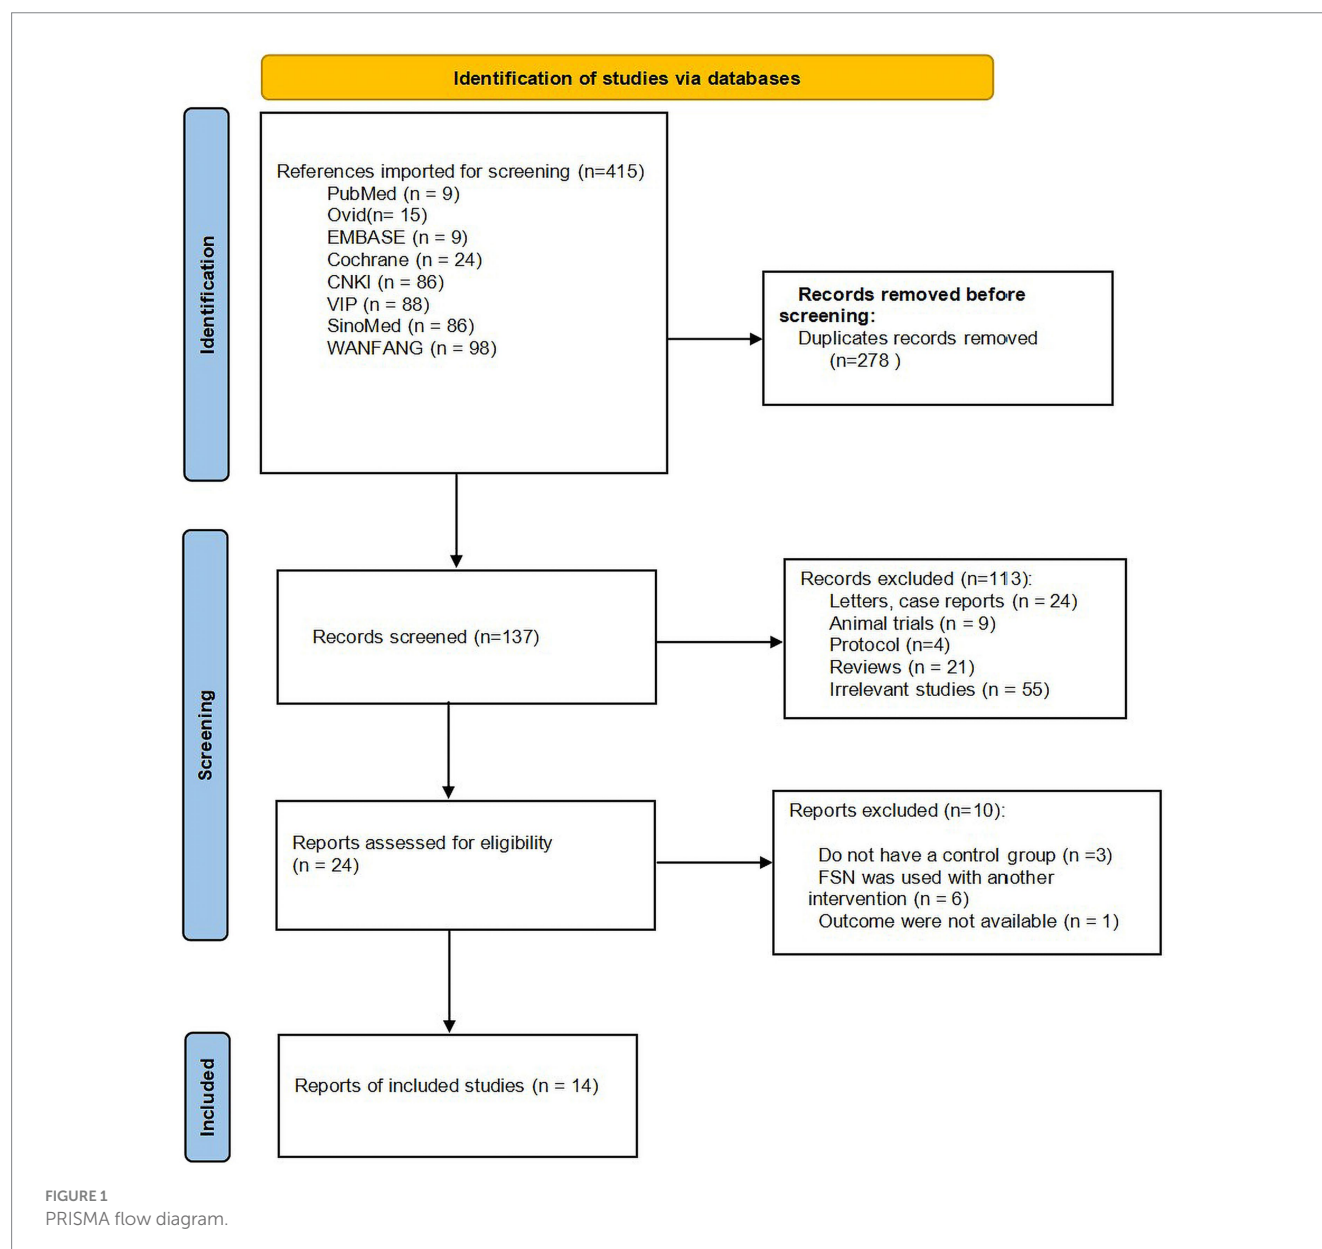 Identification of studies via databases
Identification
References imported for screening (n=415)
PubMed (n = 9)
Ovid(n= 15)
EMBASE (n = 9)
Cochrane (n = 24)
CNKI (n = 86)
VIP (n = 88)
SinoMed (n = 86)
WANFANG (n = 98)
Records removed before
screening:
Duplicates records removed
(n=278 )
Screening
Records screened (n=137)
Records excluded (n=113):
Letters, case reports (n = 24)
Animal trials (n = 9)
Protocol (n=4)
Reviews (n = 21)
Irrelevant studies (n = 55)
Reports assessed for eligibility
(n = 24)
Reports excluded (n=10):
Do not have a control group (n =3)
FSN was used with another
intervention (n = 6)
Outcome were not available (n = 1)
Included
Reports of included studies (n = 14)
FIGURE 1
PRISMA flow diagram.